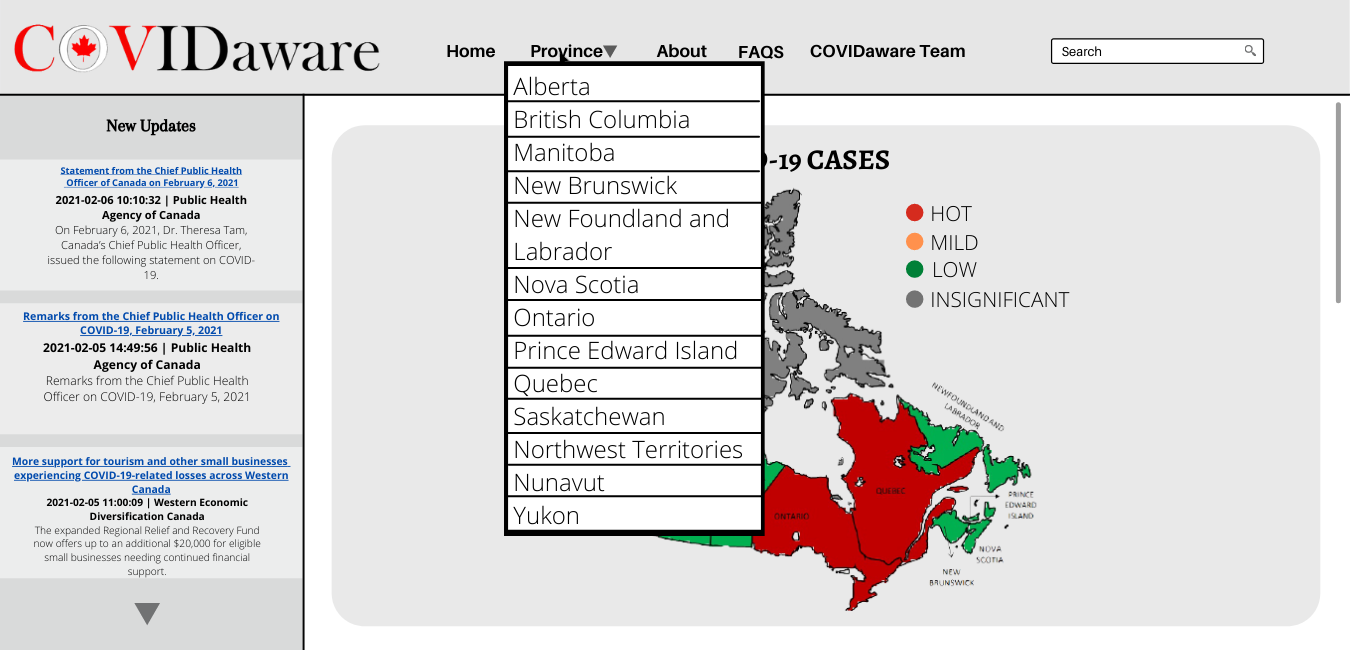 COVIDaware
Home
Province
About
FAQS
COVIDaware Team
Search
Alberta
British Columbia
Manitoba
New Brunswick
New Foundland and
Labrador
Nova Scotia
Ontario
Prince Edward Island
Quebec
Saskatchewan
Northwest Territories
Nunavut
Yukon
New Updates
Statement from the Chief Public Health
Officer of Canada on February 6, 2021
2021-02-06 10:10:32 | Public Health
Agency of Canada
On February 6, 2021, Dr. Theresa Tam,
Canada's Chief Public Health Officer,
issued the following statement on COVID-
19.
Remarks from the Chief Public Health Officer on
COVID-19, February 5, 2021
2021-02-05 14:49:56 | Public Health
Agency of Canada
Remarks from the Chief Public Health
Officer on COVID-19, February 5, 2021
More support for tourism and other small businesses
experiencing COVID-19-related losses across Western
Canada
2021-02-05 11:00:09 | Western Economic
Diversification Canada
The expanded Regional Relief and Recovery Fund
now offers up to an additional $20,000 for eligible
small businesses needing continued financial
support.
-19 CASES
HOT
MILD
LOW
INSIGNIFICANT
NEWFOUNDLAND AND
LABRADOR
QUEBEC
ONTARIO
PRINCE
EDWARD
ISLAND
NOVA
SCOTIA
NEW
BRUNSWICK